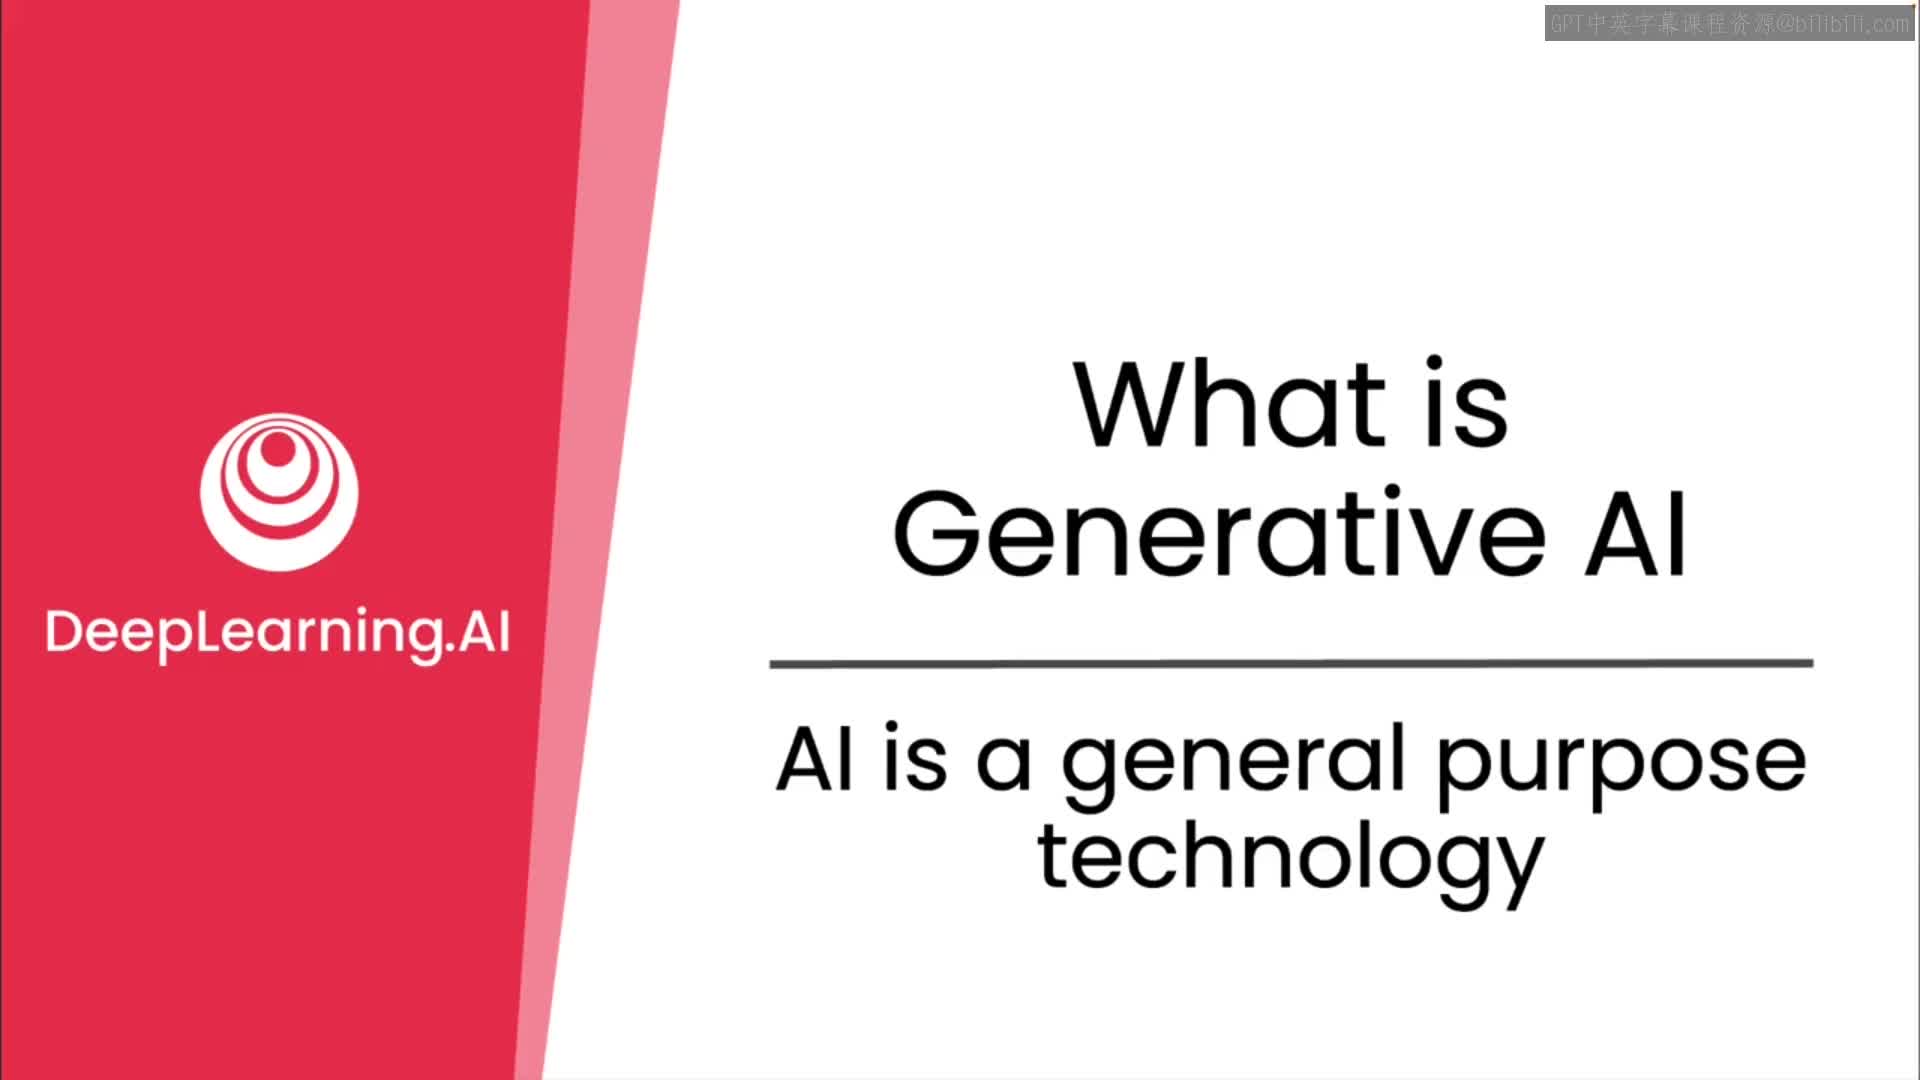 GPT中英字幕课程资源@bilibili.com
What is
Generative AI
DeepLearning.AI
AI is a general purpose
technology